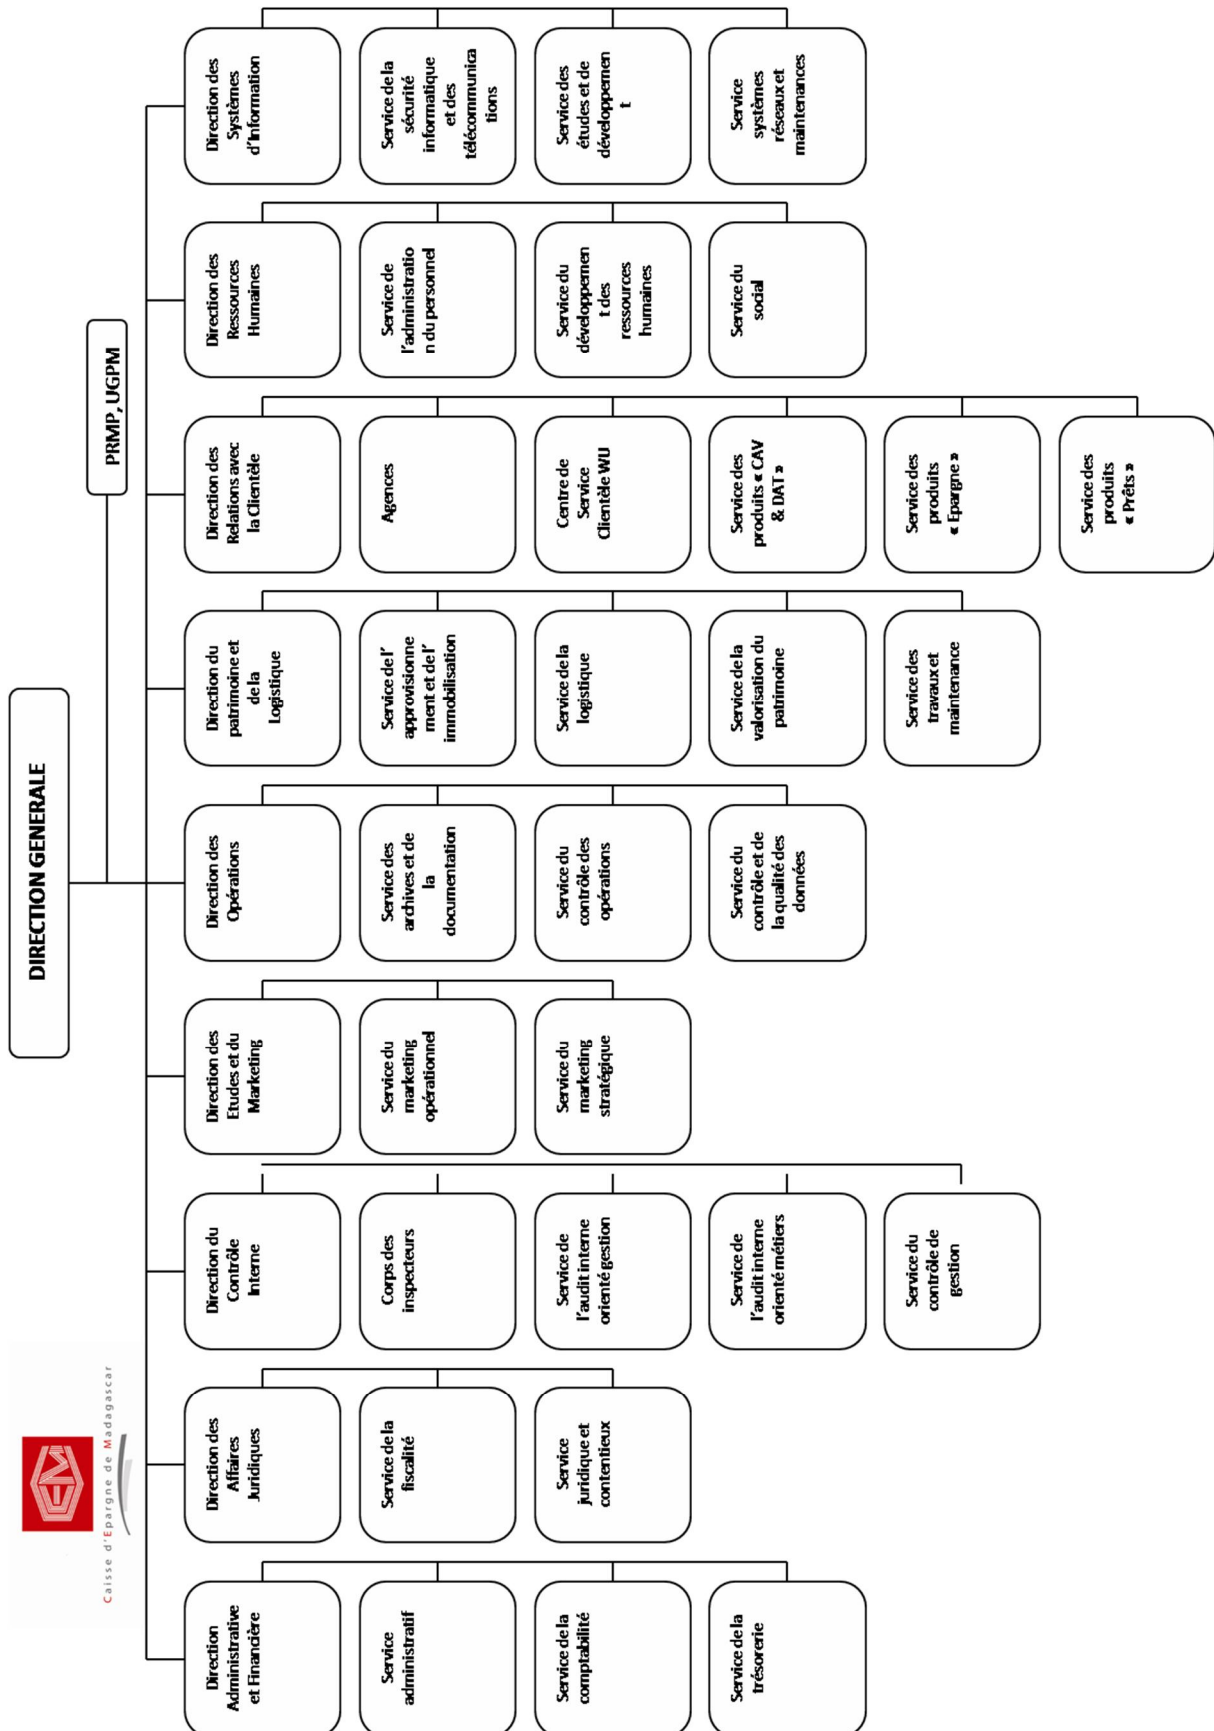 Caisse d'Epargne de Madagascar
DIRECTION GENERALE
PRMP, UGPM
Direction
Administrative
et Financière
Service
administratif
Service de la
comptabilité
Service de la
trésorerie
Direction des
Affaires
Juridiques
Service de la
fiscalité
Service
juridique et
contentieux
Direction du
Contrôle
Interne
Corps des
inspecteurs
Service de
l'audit interne
orienté gestion
Service de
l'audit interne
orienté métiers
Service du
contrôle de
gestion
Direction des
Etudes et du
Marketing
Service du
marketing
opérationnel
Service du
marketing
stratégique
Direction des
Opérations
Service des
archives et de
la
documentation
Service du
contrôle des
opérations
Service du
contrôle et de
la qualité des
données
Direction du
patrimoine et
de la
Logistique
Service de l'
approvisionne
ment et de l'
immobilisation
Service de la
logistique
Service de la
valorisation du
patrimoine
Service des
travaux et
maintenance
Direction des
Relations avec
la Clientèle
Agences
Centre de
Service
Clientèle WU
Service des
produits « CAV
& DAT »
Service des
produits
« Epargne »
Service des
produits
« Prêts »
Direction des
Ressources
Humaines
Service de
l'administratio
n du personnel
Service du
développemen
t des
ressources
humaines
Service du
social
Direction des
Systèmes
d'Information
Service de la
sécurité
informatique
et des
télécommunica
tions
Service des
études et de
développemen
t
Service
systèmes
réseaux et
maintenances